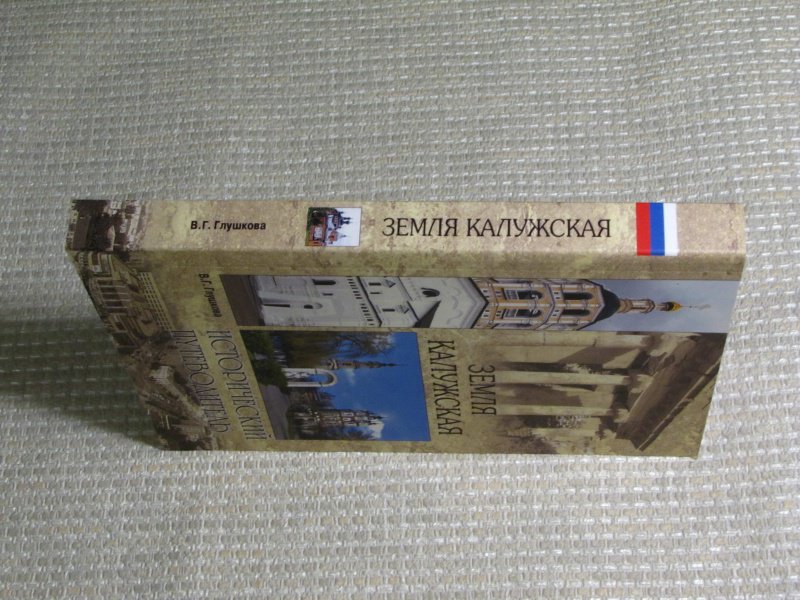 В. Г. Глушкова
ЗЕМЛЯ КАЛУЖСКАЯ
В. Г. Глушкова
ИСТОРИЧЕСКИЙ
ПУТЕВОДИТЕЛЬ
ЗЕМЛЯ
КАЛУЖСКАЯ